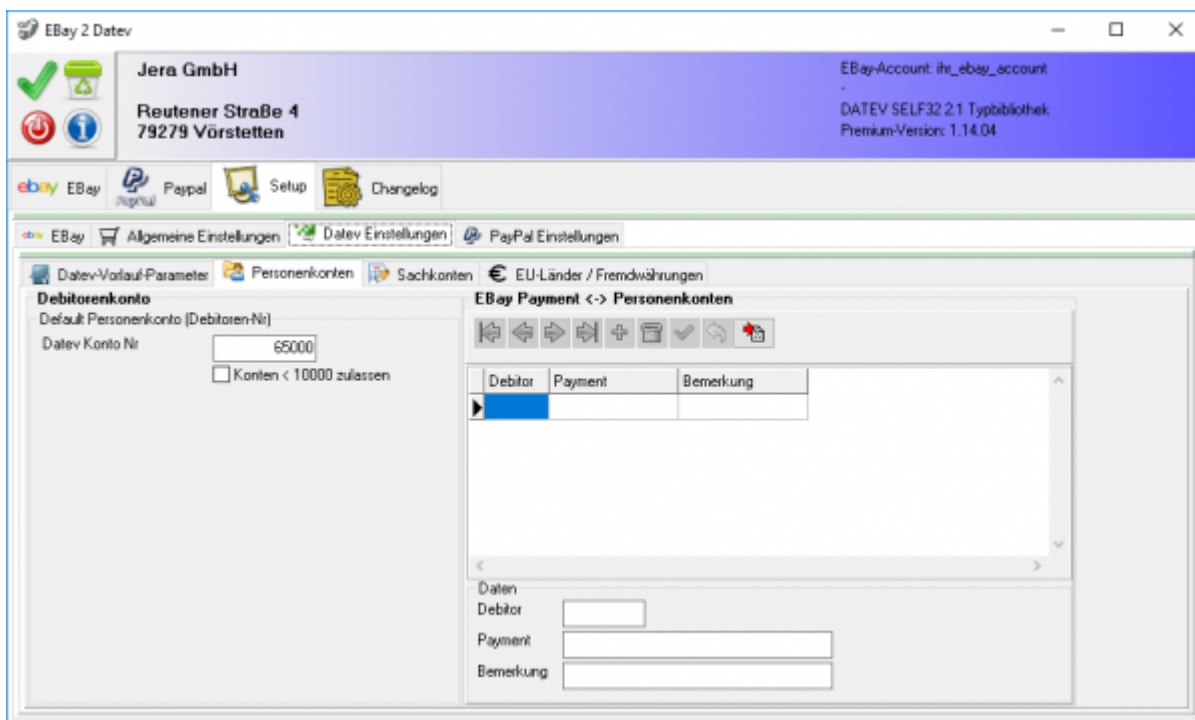 EBay 2 Datev
Jera GmbH
Reutener Straße 4
79279 Vörstetten
EBay-Account: ihr_ebay_account
-
DATEV SELF32 2.1 Typbibliothek
Premium-Version: 1.14.04
ebay EBay PayPal Paypal Setup Changelog
ebay EBay Allgemeine Einstellungen Datev Einstellungen PayPal Einstellungen
Datev-Vorlauf-Parameter Personenkonten Sachkonten € EU-Länder / Fremdwährungen
Debitorenkonto
Default Personenkonto (Debitoren-Nr)
Datev Konto Nr 65000
Konten < 10000 zulassen
EBay Payment <-> Personenkonten
Debitor Payment Bemerkung
Daten
Debitor
Payment
Bemerkung